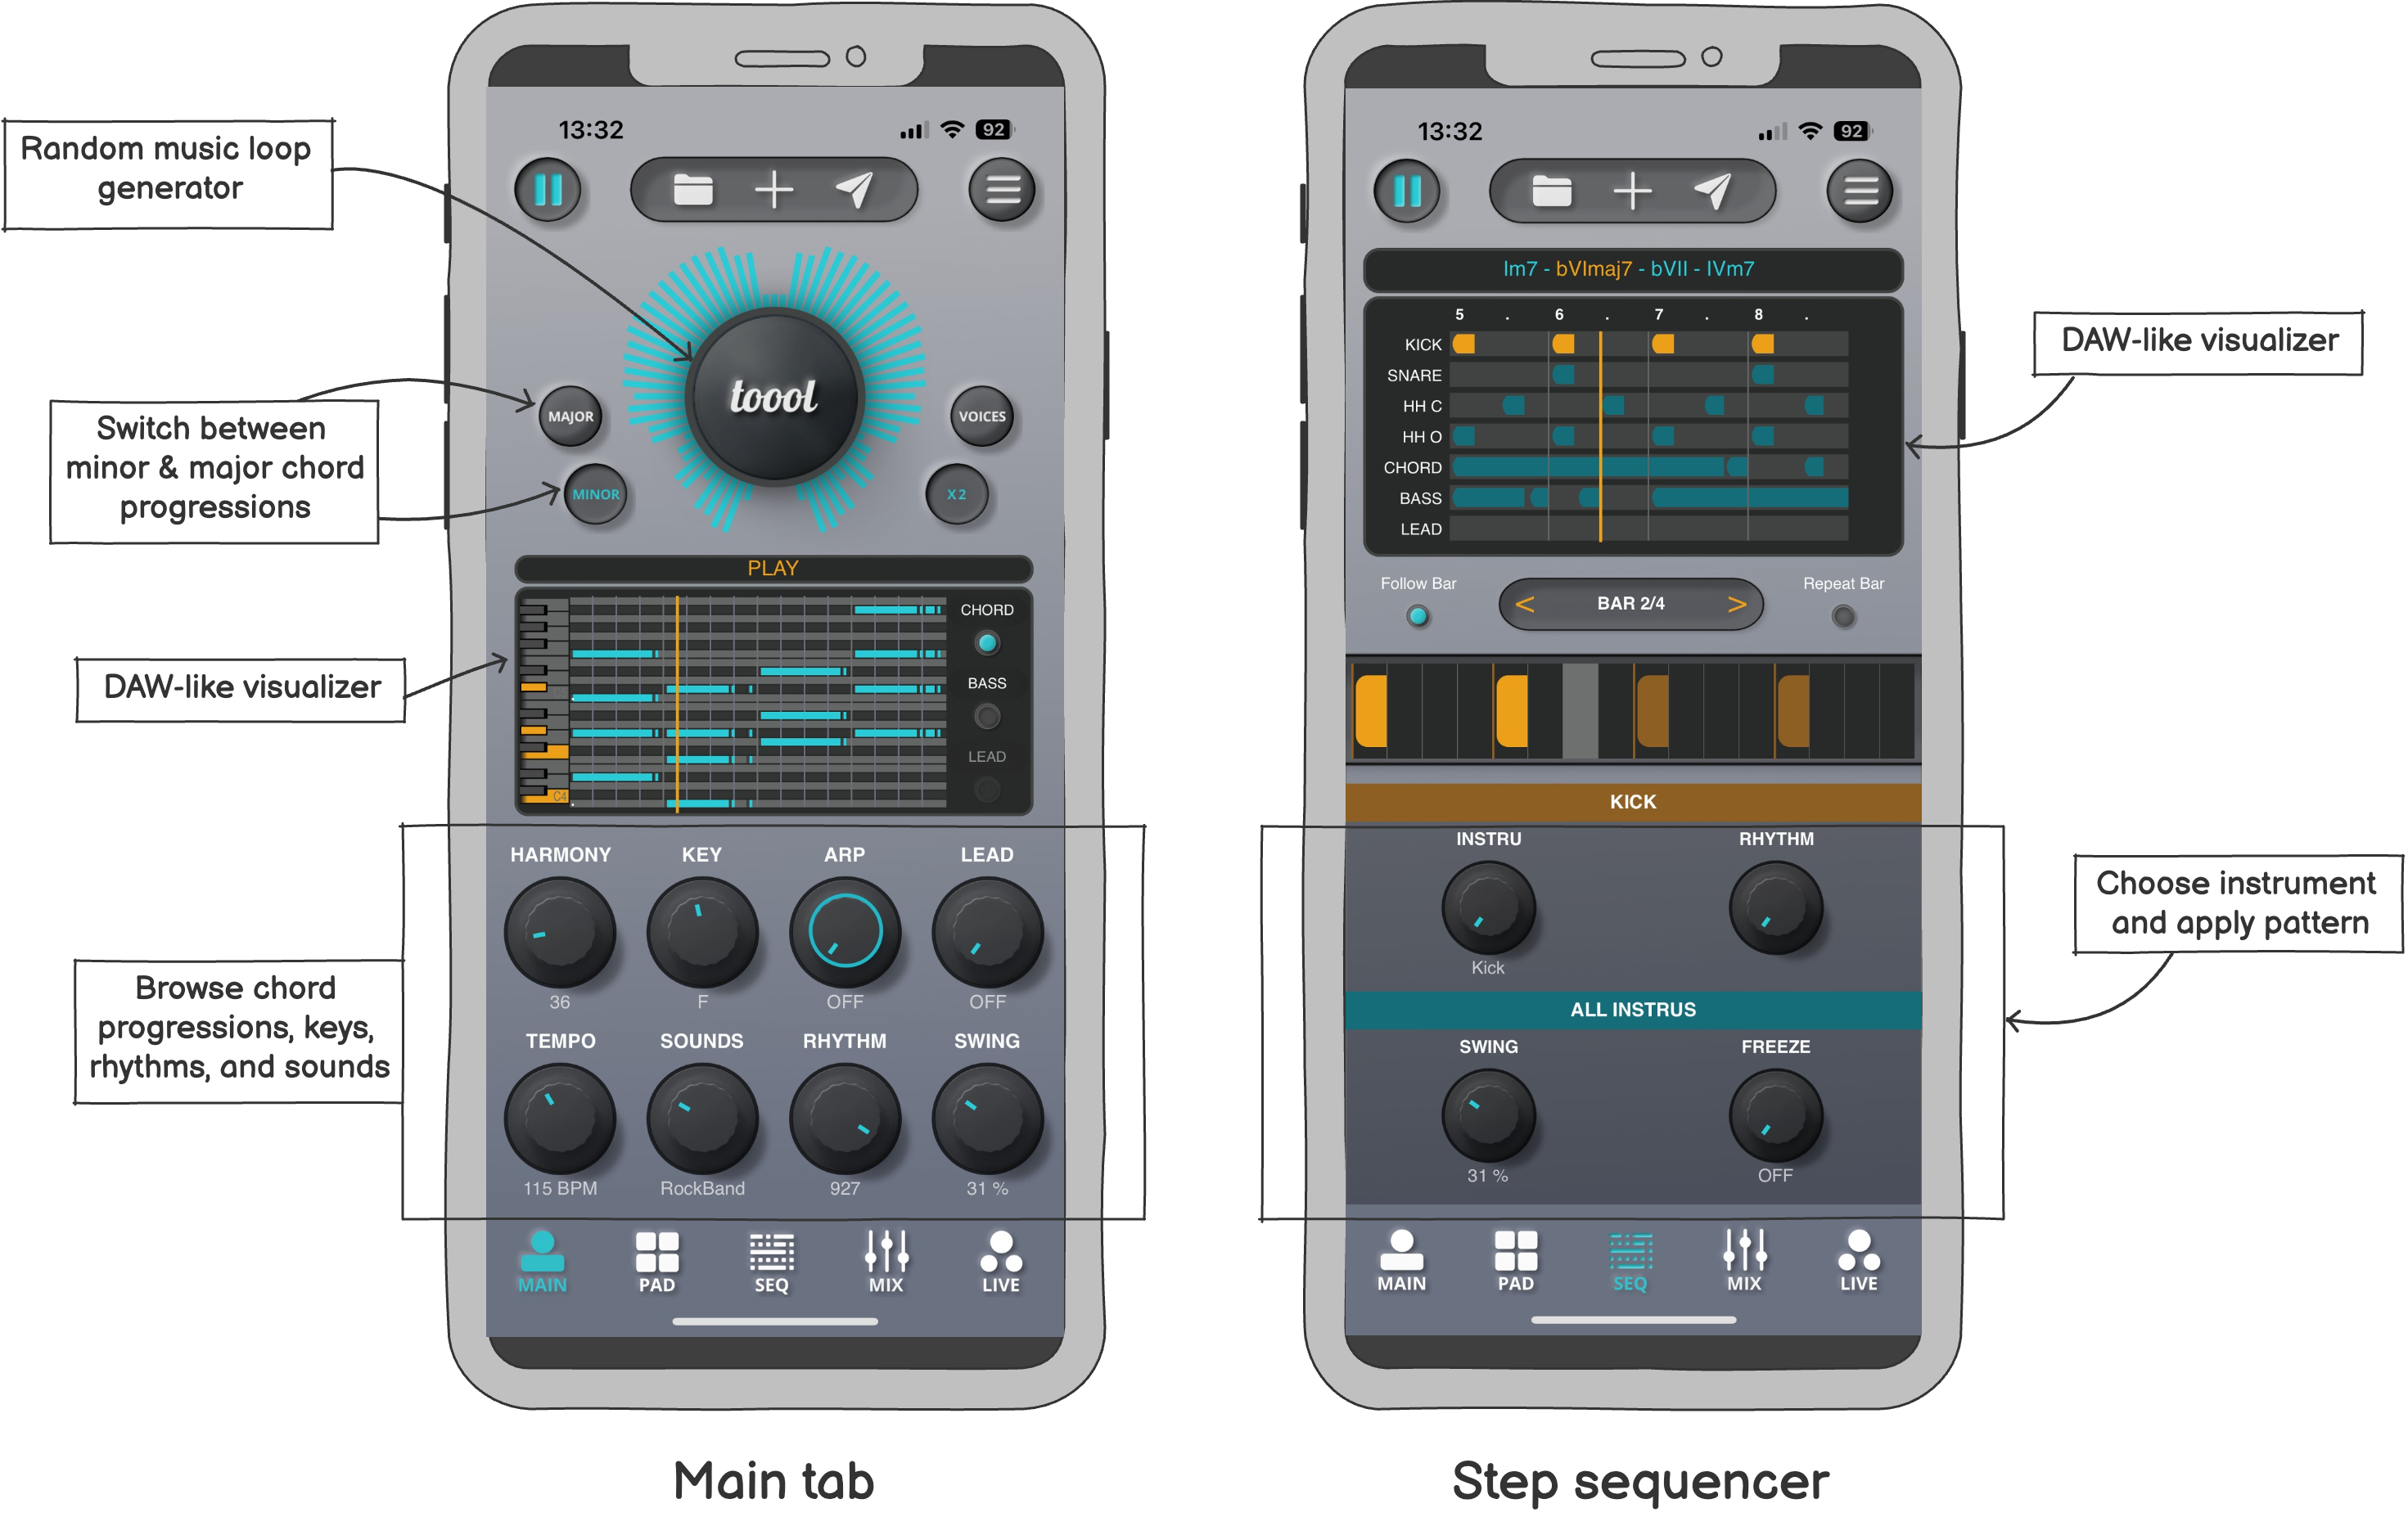 Random music loop
generator
Switch between
minor & major chord
progressions
DAW-like visualizer
Browse chord
progressions, keys,
rhythms, and sounds
13:32
92
toool
MAJOR
VOICES
MINOR
X2
PLAY
CHORD
BASS
LEAD
C4
HARMONY KEY ARP LEAD
36 F OFF OFF
TEMPO SOUNDS RHYTHM SWING
115 BPM RockBand 927 31 %
MAIN PAD SEQ MIX LIVE
Main tab
13:32
92
Im7 - bVImaj7 - bVII - IVm7
5 . 6 . 7 . 8 .
KICK
SNARE
HH C
HH O
CHORD
BASS
LEAD
Follow Bar
< BAR 2/4 >
Repeat Bar
KICK
INSTRU RHYTHM
Kick
ALL INSTRUS
SWING FREEZE
31 % OFF
MAIN PAD SEQ MIX LIVE
DAW-like visualizer
Choose instrument
and apply pattern
Step sequencer